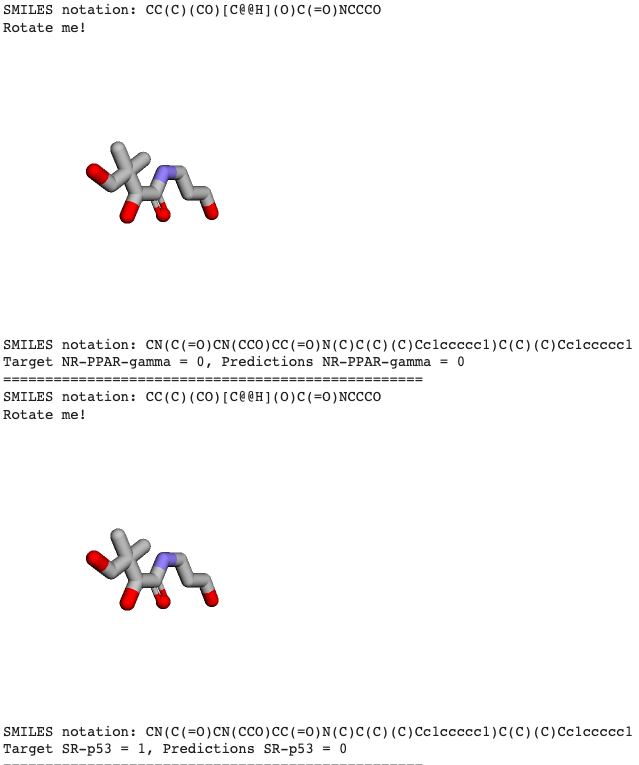 SMILES notation: CC(C)(CO)[C@@H](O)C(=O)NCCCO
Rotate me!
SMILES notation: CN(C(=O)CN(CCO)CC(=O)N(C)C(C)(C)Cc1ccccc1)C(C)(C)Cc1ccccc1
Target NR-PPAR-gamma = 0, Predictions NR-PPAR-gamma = 0
==================================================
SMILES notation: CC(C)(CO)[C@@H](O)C(=O)NCCCO
Rotate me!
SMILES notation: CN(C(=O)CN(CCO)CC(=O)N(C)C(C)(C)Cc1ccccc1)C(C)(C)Cc1ccccc1
Target SR-p53 = 1, Predictions SR-p53 = 0
==================================================